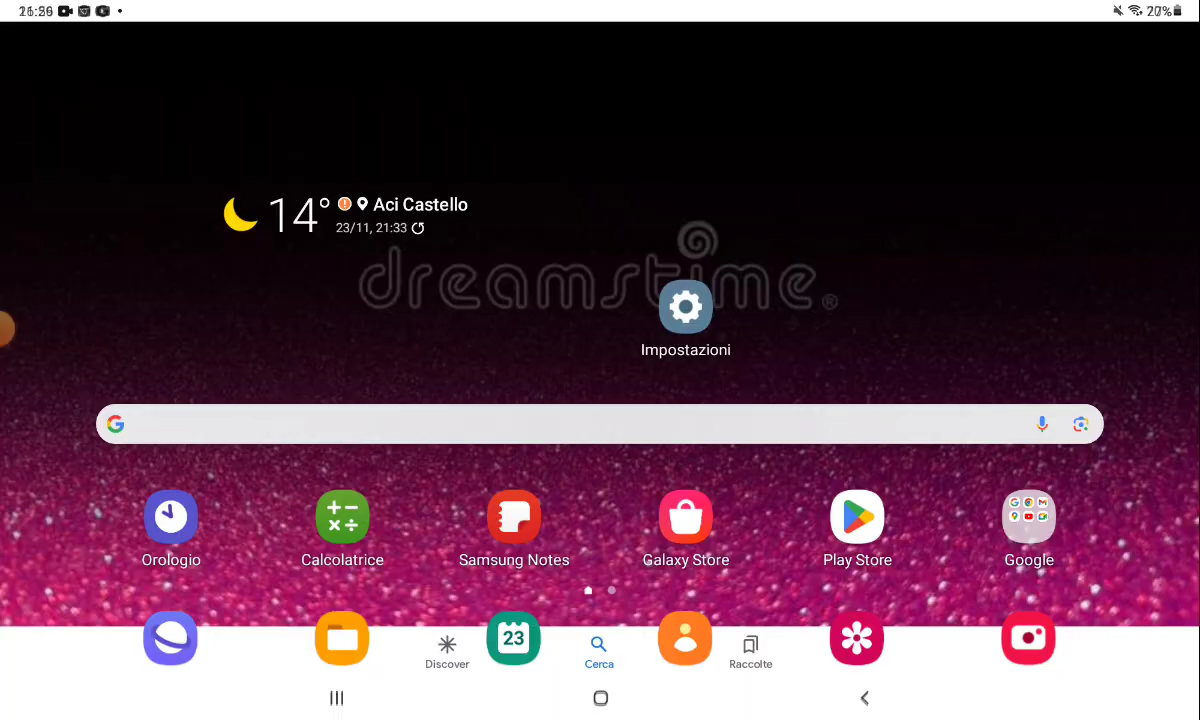 14° Aci Castello
23/11, 21:33
dreamstime®
Impostazioni
Orologio Calcolatrice Samsung Notes Galaxy Store Play Store Google
23
Discover Cerca Raccolte